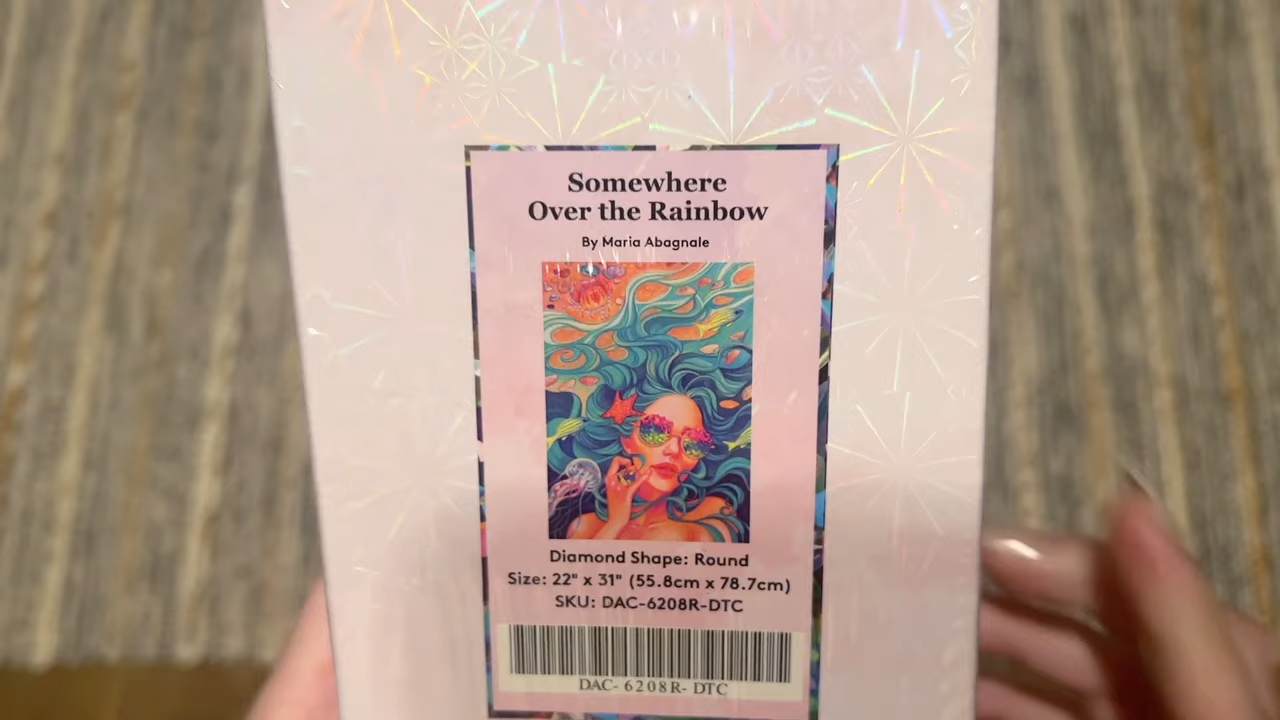 Somewhere
Over the Rainbow
By Maria Abagnale
Diamond Shape: Round
Size: 22" x 31" (55.8cm x 78.7cm)
SKU: DAC-6208R-DTC
DAC- 6208R- DTC